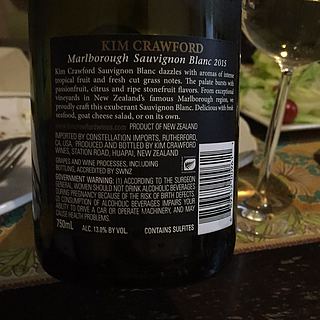 KIM CRAWFORD
Marlborough Sauvignon Blanc 2015
Kim Crawford Sauvignon Blanc dazzles with aromas of intense
tropical fruit and fresh cut grass notes. The palate bursts with
passionfruit, citrus and ripe stonefruit flavors. From exceptional
vineyards in New Zealand's famous Marlborough region, we
proudly craft this exuberant Sauvignon Blanc. Delicious with fresh
seafood, goat cheese salad, or on its own.
PRODUCT OF NEW ZEALAND
IMPORTED BY CONSTELLATION IMPORTS, RUTHERFORD,
CA, USA. PRODUCED AND BOTTLED BY KIM CRAWFORD
WINES, STATION ROAD, HUAPAI, NEW ZEALAND
GRAPES AND WINE PROCESSES, INCLUDING
BOTTLING, ACCREDITED BY SWNZ
GOVERNMENT WARNING: (1) ACCORDING TO THE SURGEON
GENERAL, WOMEN SHOULD NOT DRINK ALCOHOLIC BEVERAGES
DURING PREGNANCY BECAUSE OF THE RISK OF BIRTH DEFECTS.
(2) CONSUMPTION OF ALCOHOLIC BEVERAGES IMPAIRS YOUR
ABILITY TO DRIVE A CAR OR OPERATE MACHINERY, AND MAY
CAUSE HEALTH PROBLEMS.
750mL ALC. 13.0% BY VOL. CONTAINS SULFITES